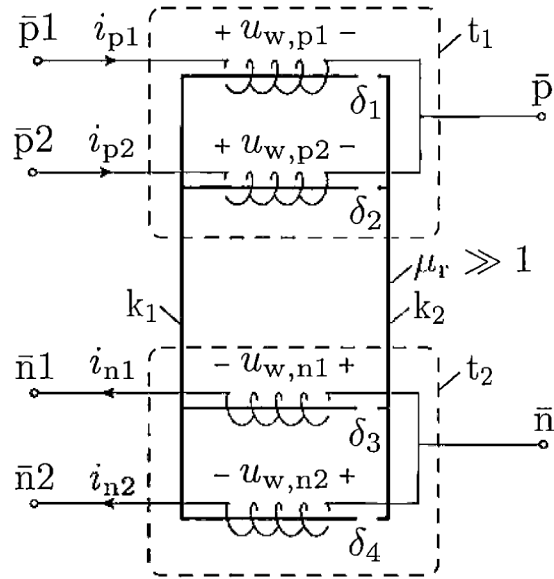 p̄1 i_p1 + u_w,p1 − t_1
δ_1 p̄
p̄2 i_p2 + u_w,p2 −
δ_2
μ_r ≫ 1
k_1 k_2
n̄1 i_n1 − u_w,n1 + t_2
δ_3 n̄
n̄2 i_n2 − u_w,n2 +
δ_4